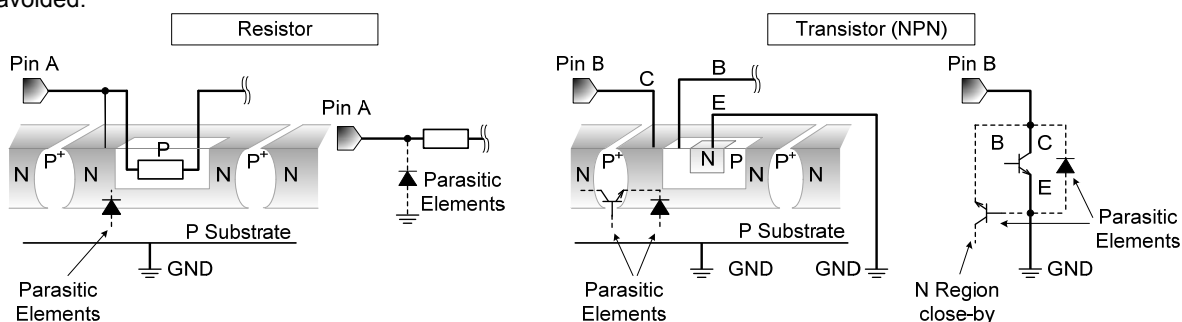 avoided.
Resistor
Transistor (NPN)
Pin A
Pin A
N
P+
N
P
N
P+
N
Parasitic
Elements
P Substrate
GND
Parasitic
Elements
Pin B
C
B
E
N
P+
N
N
P
N
P+
N
P Substrate
GND
GND
Parasitic
Elements
Pin B
B
C
E
Parasitic
Elements
GND
N Region
close-by